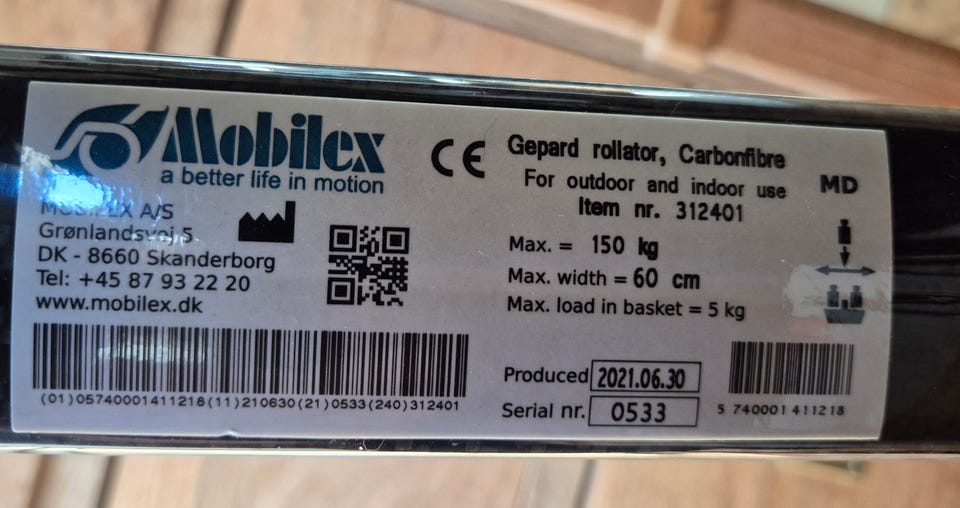 Mobilex
a better life in motion
MOBILEX A/S
Grønlandsvej 5
DK - 8660 Skanderborg
Tel: +45 87 93 22 20
www.mobilex.dk
(01)05740001411218(11)210630(21)0533(240)312401
CE
Gepard rollator, Carbonfibre
For outdoor and indoor use
Item nr. 312401
MD
Max. = 150 kg
Max. width = 60 cm
Max. load in basket = 5 kg
Produced 2021.06.30
Serial nr. 0533
5 740001 411218